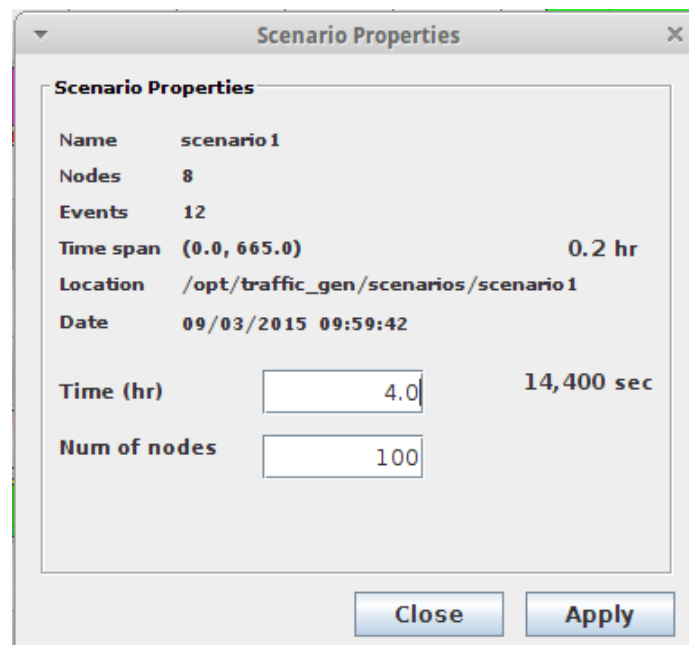 Scenario Properties
Scenario Properties
Name scenario1
Nodes 8
Events 12
Time span (0.0, 665.0) 0.2 hr
Location /opt/traffic_gen/scenarios/scenario1
Date 09/03/2015 09:59:42
Time (hr) 4.0 14,400 sec
Num of nodes 100
Close Apply